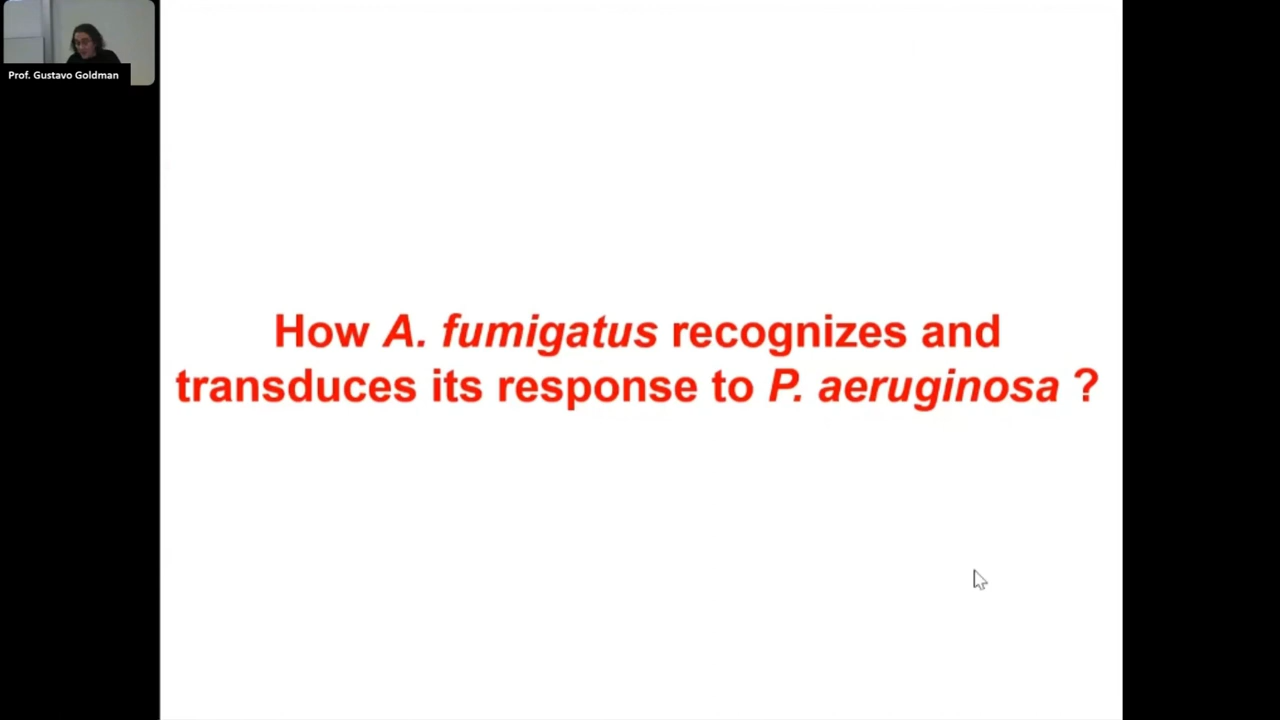 Prof. Gustavo Goldman
How A. fumigatus recognizes and
transduces its response to P. aeruginosa ?